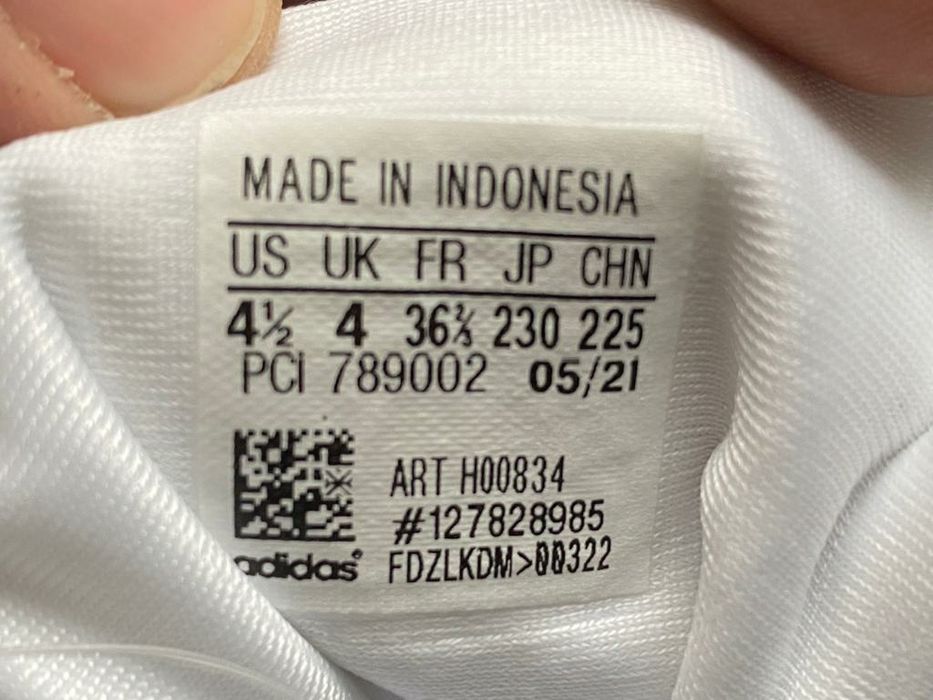 MADE IN INDONESIA
US UK FR JP CHN
4½ 4 36⅔ 230 225
PCI 789002 05/21
ART H00834
#127828985
adidas® FDZLKDM>00322